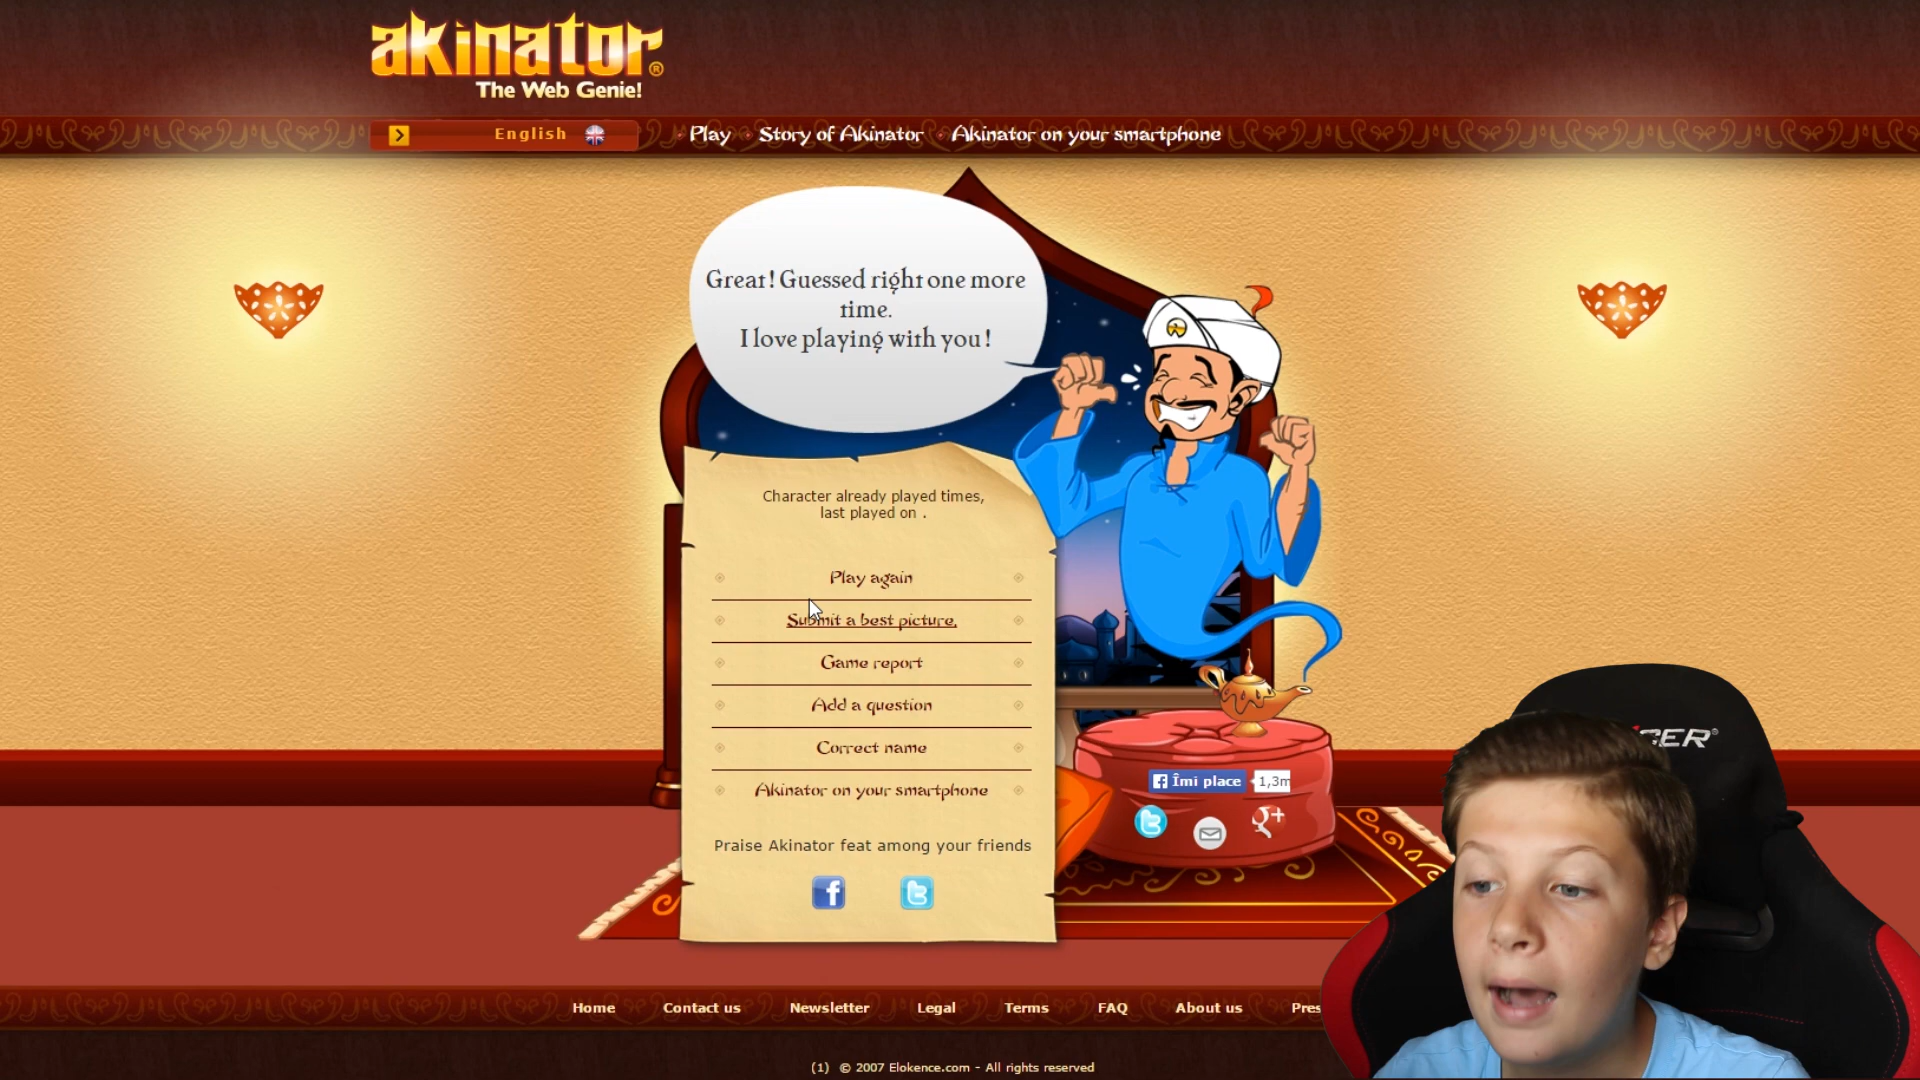 akinator®
The Web Genie!
English
Play
Story of Akinator
Akinator on your smartphone
Great! Guessed right one more
time.
I love playing with you!
Character already played times,
last played on .
Play again
Submit a best picture.
Game report
Add a question
Correct name
Akinator on your smartphone
Praise Akinator feat among your friends
Îmi place
1,3m
Home
Contact us
Newsletter
Legal
Terms
FAQ
About us
(1) © 2007 Elokence.com - All rights reserved